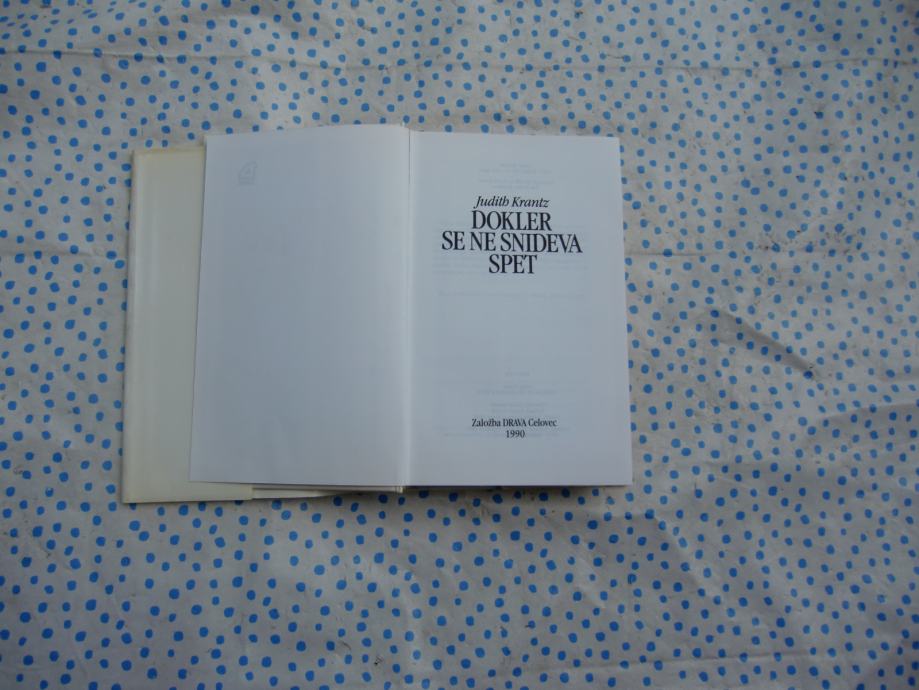 Judith Krantz
DOKLER
SE NE SNIDEVA
SPET
Založba DRAVA Celovec
1990